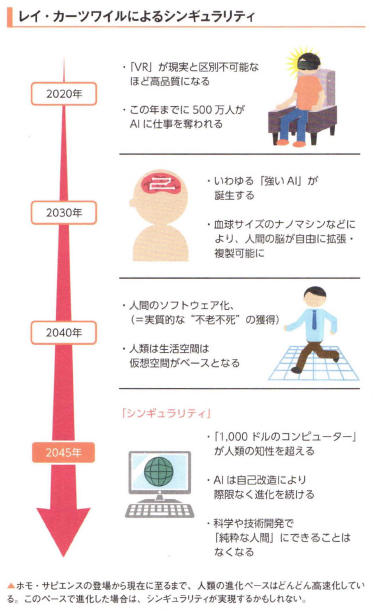 レイ・カーツワイルによるシンギュラリティ
2020年
・「VR」が現実と区別不可能な
ほど高品質になる
・この年までに500万人が
AIに仕事を奪われる
2030年
・いわゆる「強いAI」が
誕生する
・血球サイズのナノマシンなどに
より、人間の脳が自由に拡張・
複製可能に
2040年
・人間のソフトウェア化、
(＝実質的な“不老不死”の獲得)
・人類は生活空間は
仮想空間がベースとなる
「シンギュラリティ」
2045年
・「1,000ドルのコンピューター」
が人類の知性を超える
・AIは自己改造により
際限なく進化を続ける
・科学や技術開発で
「純粋な人間」にできることは
なくなる
▲ホモ・サピエンスの登場から現在に至るまで、人類の進化ペースはどんどん高速化してい
る。このペースで進化した場合は、シンギュラリティが実現するかもしれない。